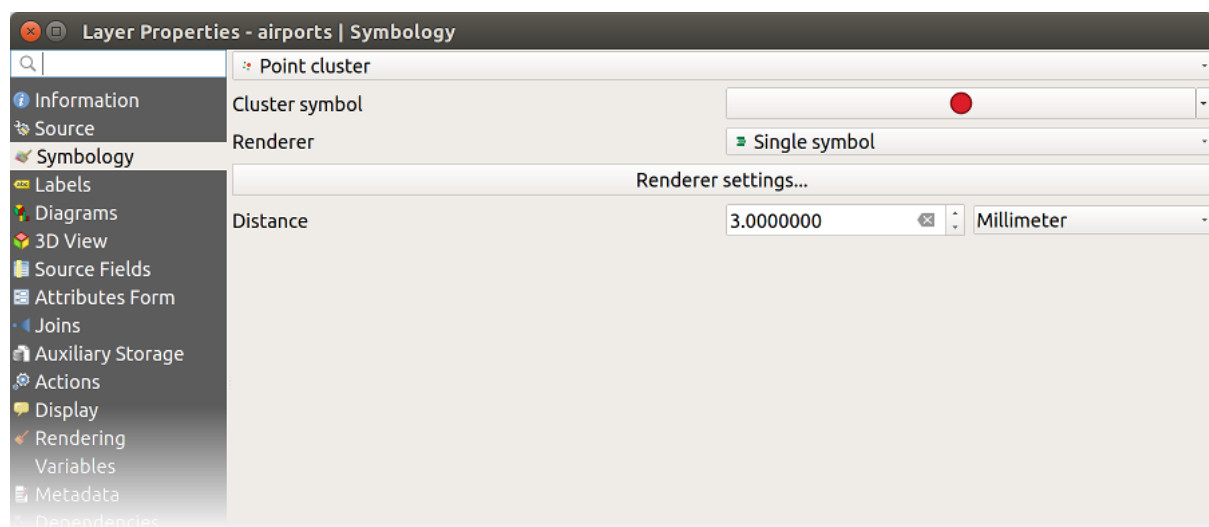 Layer Properties - airports | Symbology
Point cluster
Information
Cluster symbol
Source
Renderer
Single symbol
Symbology
Labels
Renderer settings...
Diagrams
Distance
3.0000000
Millimeter
3D View
Source Fields
Attributes Form
Joins
Auxiliary Storage
Actions
Display
Rendering
Variables
Metadata
Dependencies